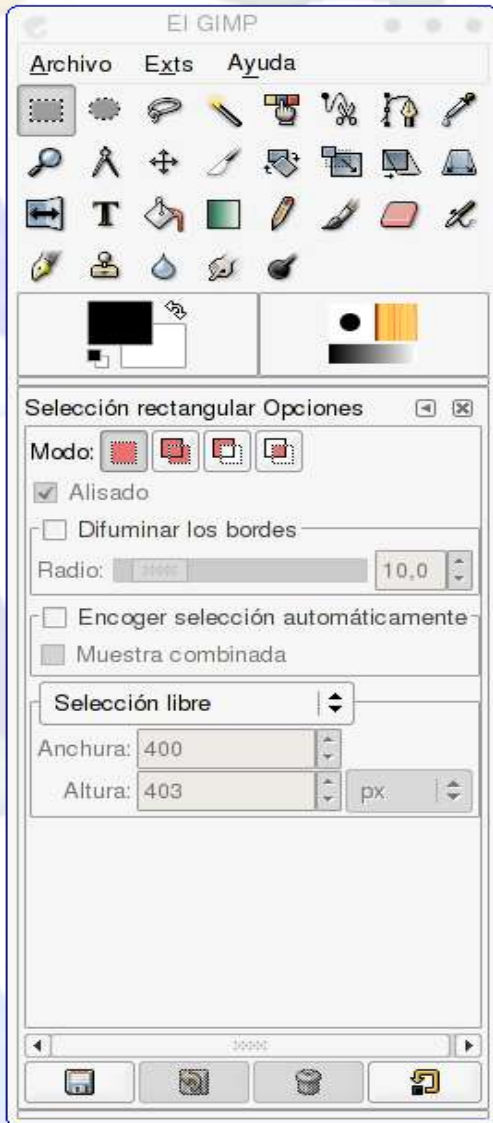 El GIMP
Archivo Exts Ayuda
Selección rectangular Opciones
Modo:
Alisado
Difuminar los bordes
Radio: 10,0
Encoger selección automáticamente
Muestra combinada
Selección libre
Anchura: 400
Altura: 403 px